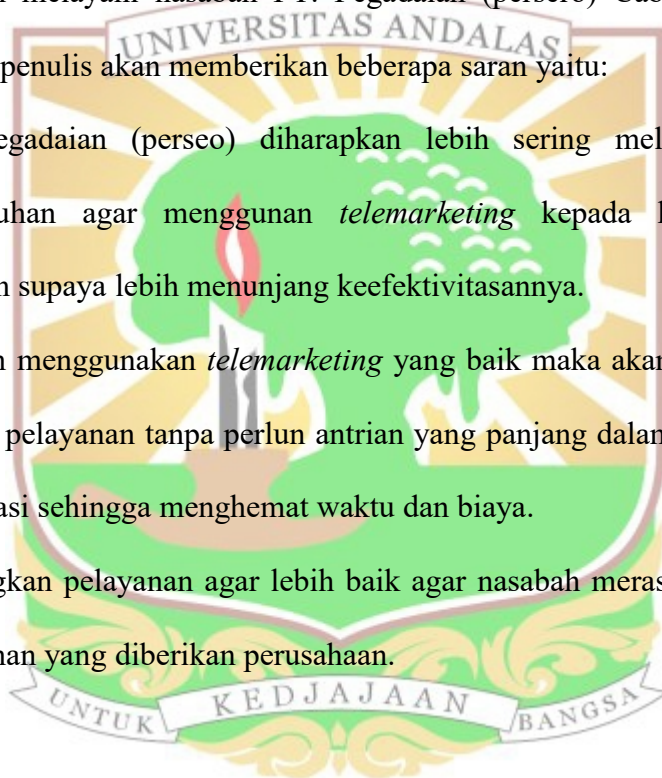 melayani nasabah PT. Pegadaian (persero)
UNIVERSITAS ANDALAS
penulis akan memberikan beberapa saran yaitu:
egadaian (perseo) diharapkan lebih sering mel
uhan agar menggunan telemarketing kepada
n supaya lebih menunjang keefektivitasannya.
n menggunakan telemarketing yang baik maka akan
pelayanan tanpa perlun antrian yang panjang dalan
asi sehingga menghemat waktu dan biaya.
gkan pelayanan agar lebih baik agar nasabah meras
nan yang diberikan perusahaan.
UNTUK KEDJAJAAN BANGSA